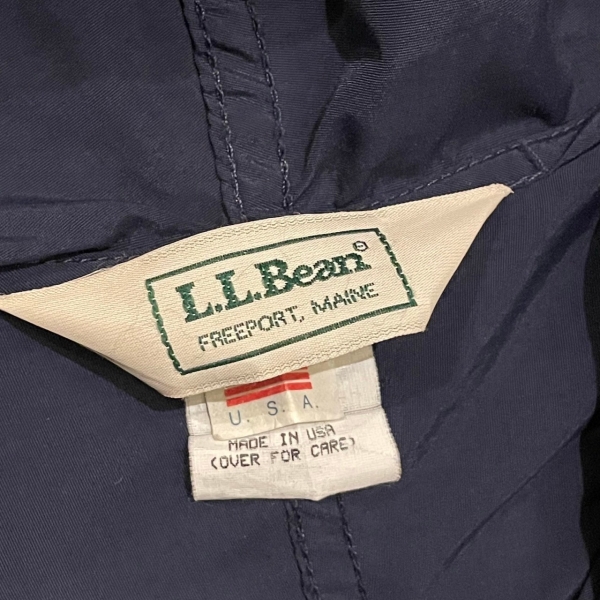 L.L.Bean®
FREEPORT, MAINE
U. S. A.
MADE IN USA
(OVER FOR CARE)